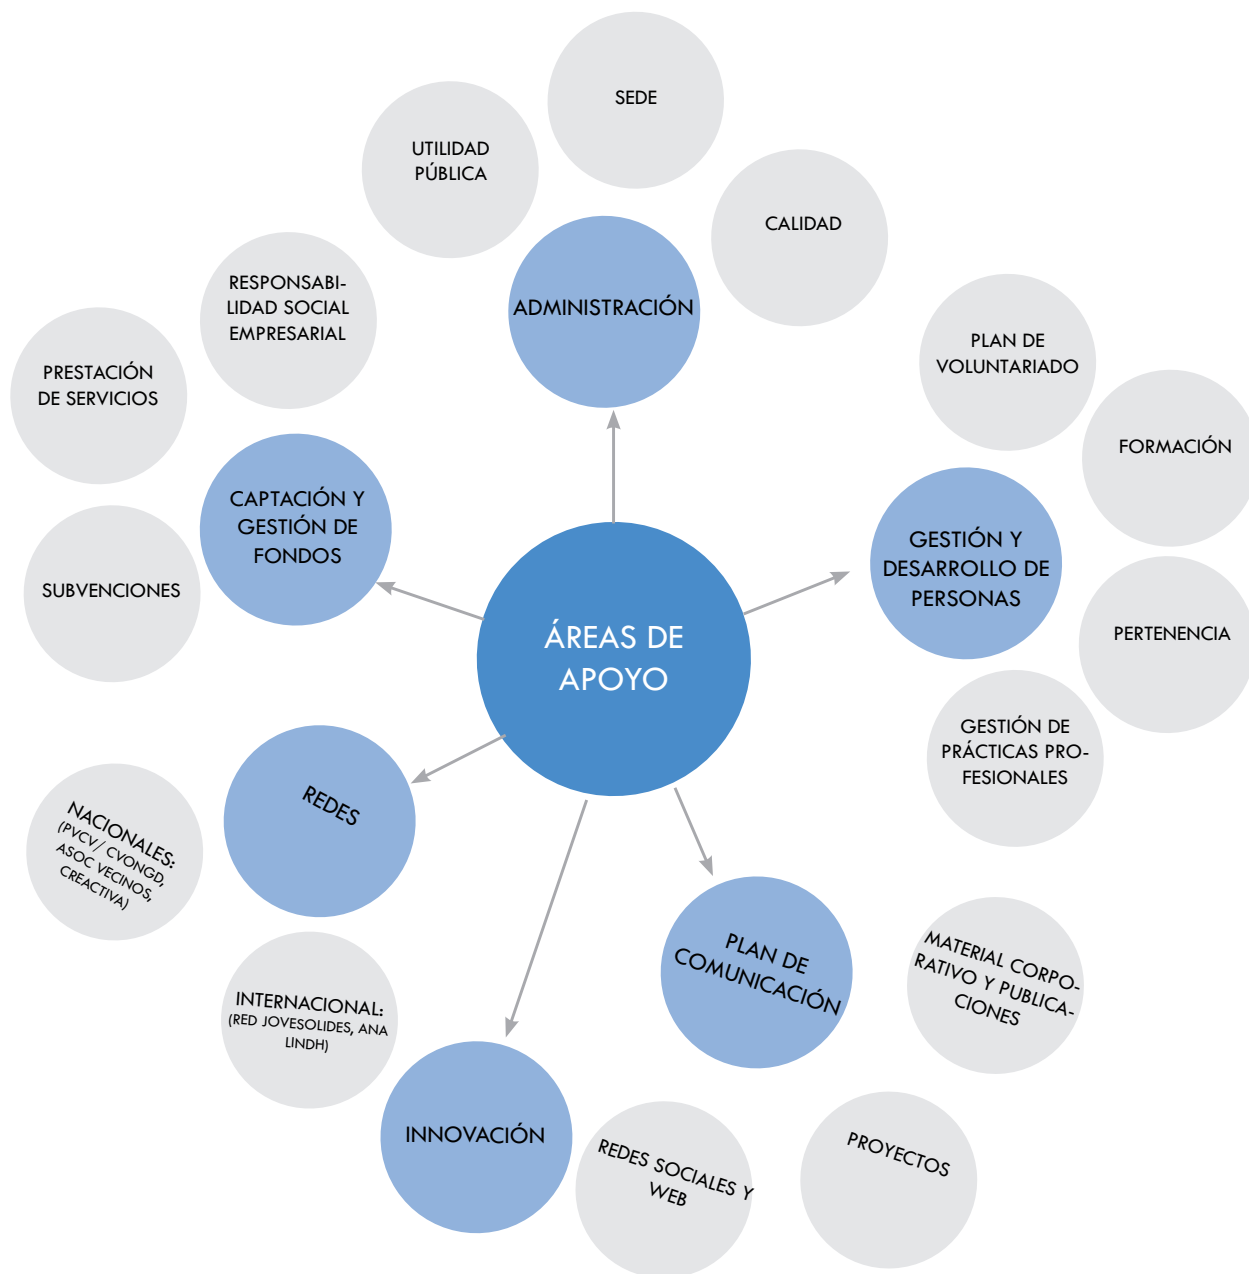 SEDE
UTILIDAD
PÚBLICA
CALIDAD
ADMINISTRACIÓN
RESPONSABI-
LIDAD SOCIAL
EMPRESARIAL
PRESTACIÓN
DE SERVICIOS
CAPTACIÓN Y
GESTIÓN DE
FONDOS
SUBVENCIONES
PLAN DE
VOLUNTARIADO
FORMACIÓN
GESTIÓN Y
DESARROLLO DE
PERSONAS
PERTENENCIA
GESTIÓN DE
PRÁCTICAS PRO-
FESIONALES
ÁREAS DE
APOYO
REDES
NACIONALES:
(PVCV/ CVONGD,
ASOC VECINOS,
CREACTIVA)
INTERNACIONAL:
(RED JOVESOLIDES, ANA
LINDH)
INNOVACIÓN
PLAN DE
COMUNICACIÓN
MATERIAL CORPO-
RATIVO Y PUBLICA-
CIONES
PROYECTOS
REDES SOCIALES Y
WEB